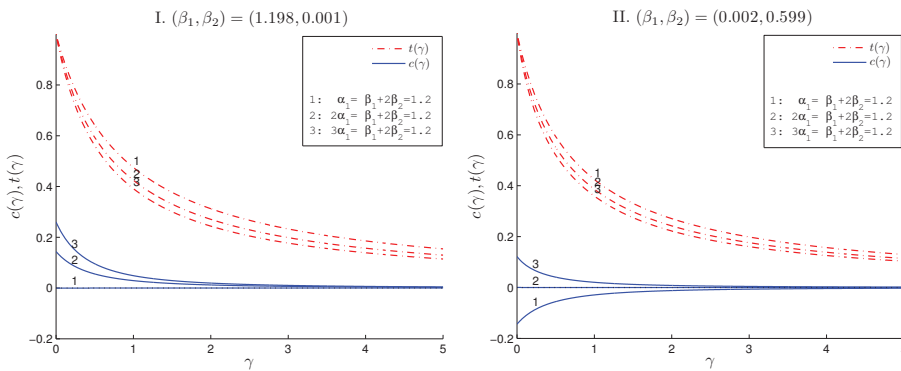 I. (β₁, β₂) = (1.198, 0.001)
t(γ)
c(γ)
1: α₁= β₁+2β₂=1.2
2: 2α₁= β₁+2β₂=1.2
3: 3α₁= β₁+2β₂=1.2
0.8
0.6
0.4
0.2
0
−0.2
c(γ), t(γ)
1
2
3
3
2
1
0 1 2 3 4 5
γ
II. (β₁, β₂) = (0.002, 0.599)
t(γ)
c(γ)
1: α₁= β₁+2β₂=1.2
2: 2α₁= β₁+2β₂=1.2
3: 3α₁= β₁+2β₂=1.2
0.8
0.6
0.4
0.2
0
−0.2
c(γ), t(γ)
1
2
3
3
2
1
0 1 2 3 4
γ